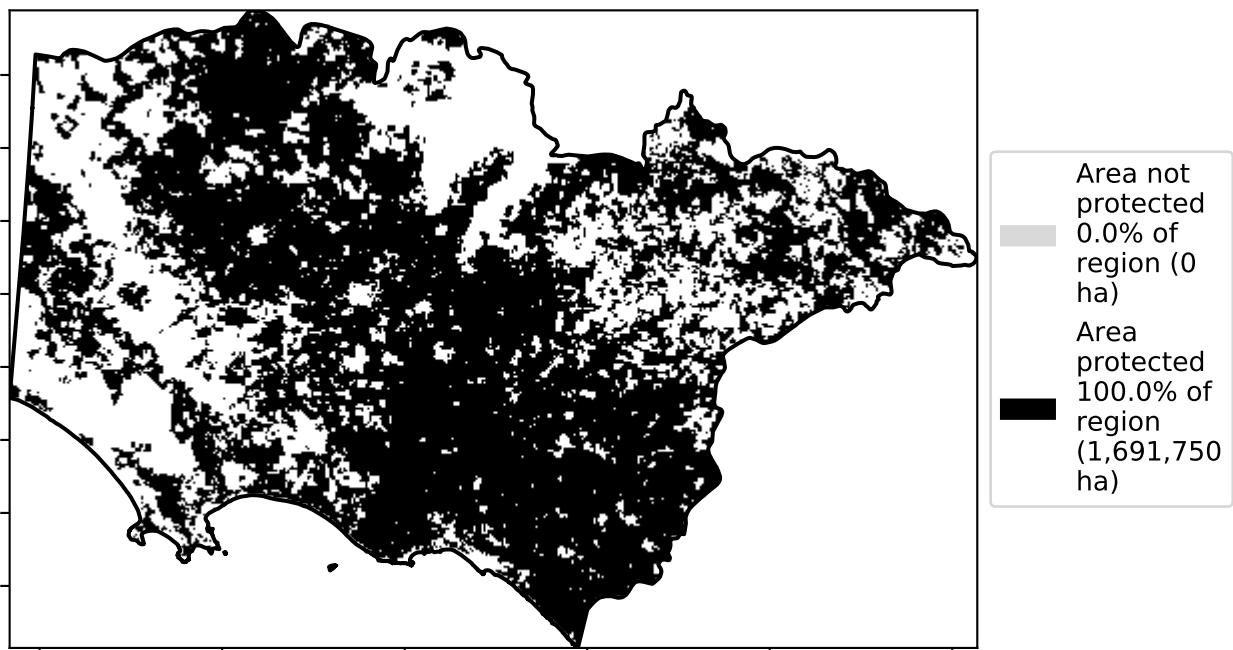 Area not
protected
0.0% of
region (0
ha)
Area
protected
100.0% of
region
(1,691,750
ha)